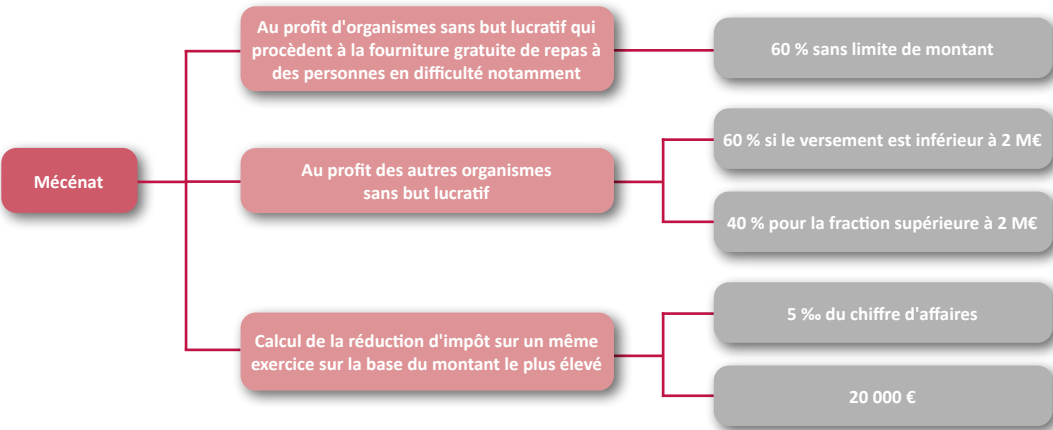 Mécénat
Au profit d'organismes sans but lucratif qui
procèdent à la fourniture gratuite de repas à
des personnes en difficulté notamment
60 % sans limite de montant
Au profit des autres organismes
sans but lucratif
60 % si le versement est inférieur à 2 M€
40 % pour la fraction supérieure à 2 M€
Calcul de la réduction d'impôt sur un même
exercice sur la base du montant le plus élevé
5 ‰ du chiffre d'affaires
20 000 €